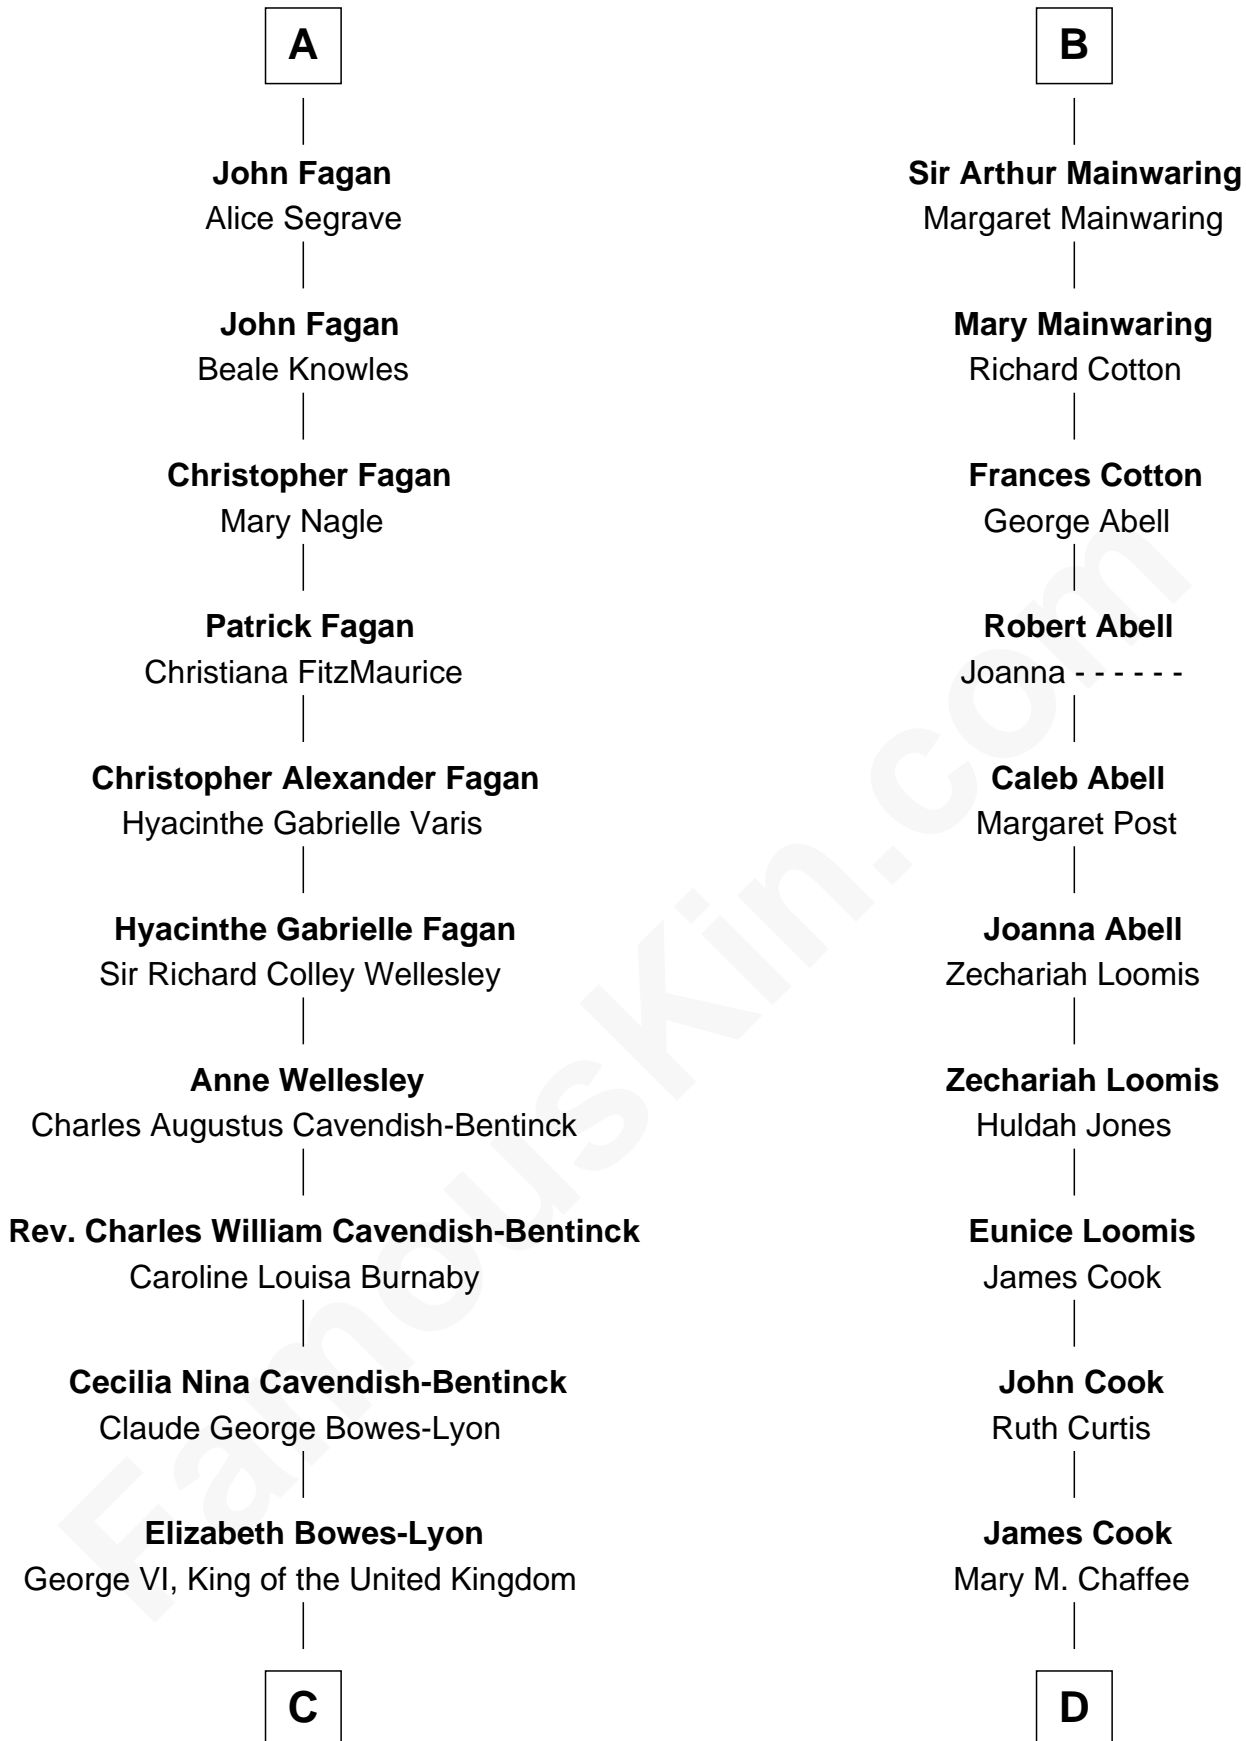 A
John Fagan
Alice Segrave
John Fagan
Beale Knowles
Christopher Fagan
Mary Nagle
Patrick Fagan
Christiana FitzMaurice
Christopher Alexander Fagan
Hyacinthe Gabrielle Varis
Hyacinthe Gabrielle Fagan
Sir Richard Colley Wellesley
Anne Wellesley
Charles Augustus Cavendish-Bentinck
Rev. Charles William Cavendish-Bentinck
Caroline Louisa Burnaby
Cecilia Nina Cavendish-Bentinck
Claude George Bowes-Lyon
Elizabeth Bowes-Lyon
George VI, King of the United Kingdom
C
B
Sir Arthur Mainwaring
Margaret Mainwaring
Mary Mainwaring
Richard Cotton
Frances Cotton
George Abell
Robert Abell
Joanna - - - - - -
Caleb Abell
Margaret Post
Joanna Abell
Zechariah Loomis
Zechariah Loomis
Huldah Jones
Eunice Loomis
James Cook
John Cook
Ruth Curtis
James Cook
Mary M. Chaffee
D
FamousKin.com